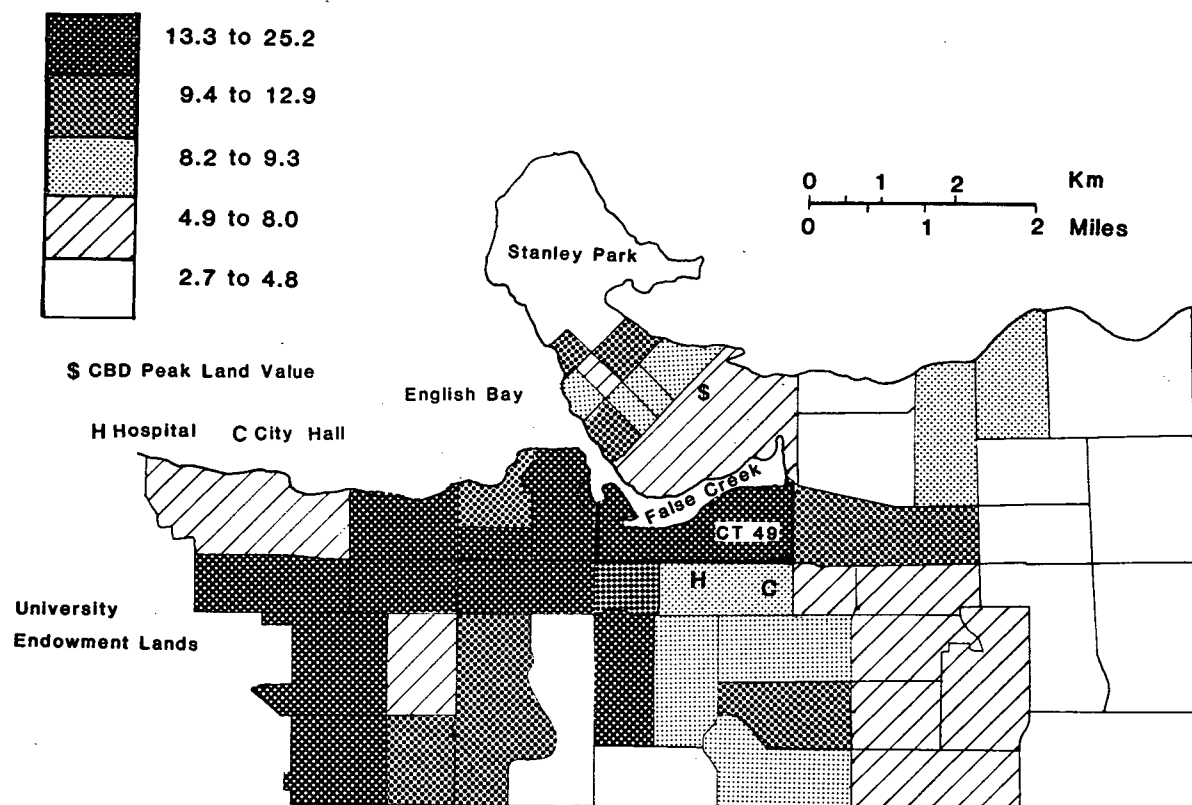 13.3 to 25.2
9.4 to 12.9
8.2 to 9.3
4.9 to 8.0
2.7 to 4.8
0 1 2 Km
0 1 2 Miles
Stanley Park
$ CBD Peak Land Value
$
English Bay
H Hospital C City Hall
False Creek
CT 49
H C
University
Endowment Lands